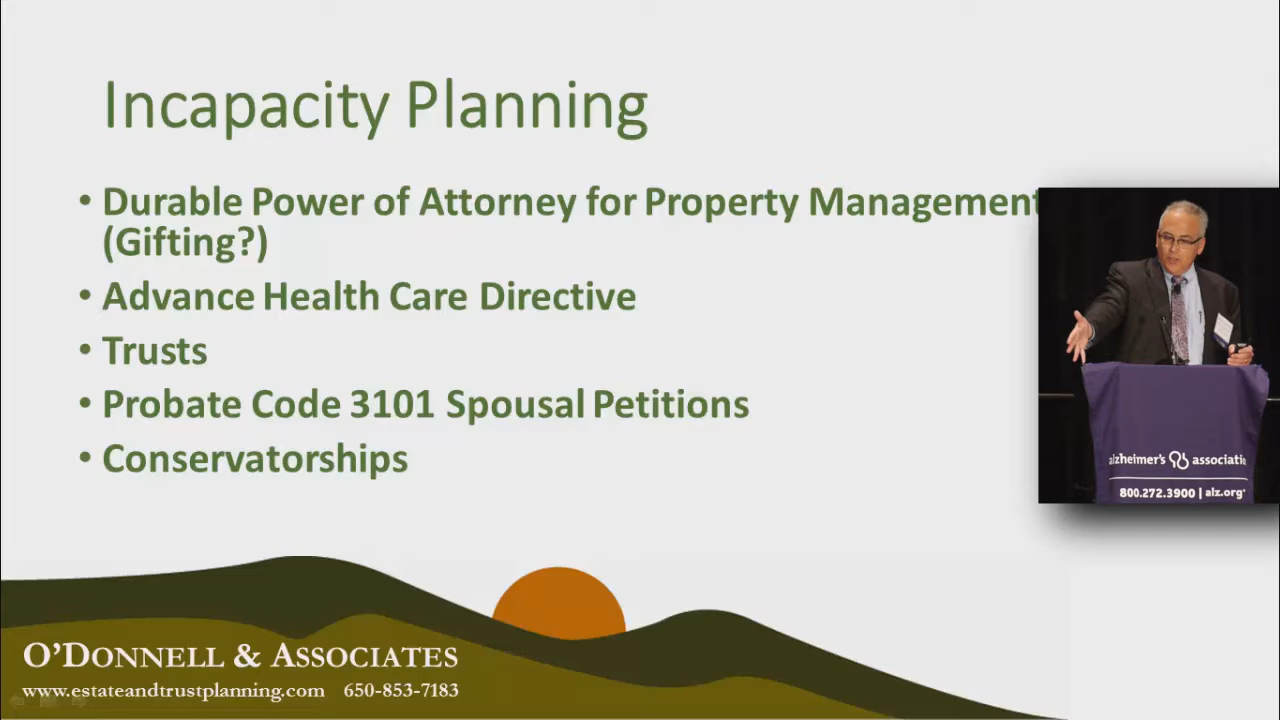 Incapacity Planning
• Durable Power of Attorney for Property Management
(Gifting?)
• Advance Health Care Directive
• Trusts
• Probate Code 3101 Spousal Petitions
• Conservatorships
alzheimer's associatio
800.272.3900 | alz.org®
O'DONNELL & ASSOCIATES
www.estateandtrustplanning.com 650-853-7183